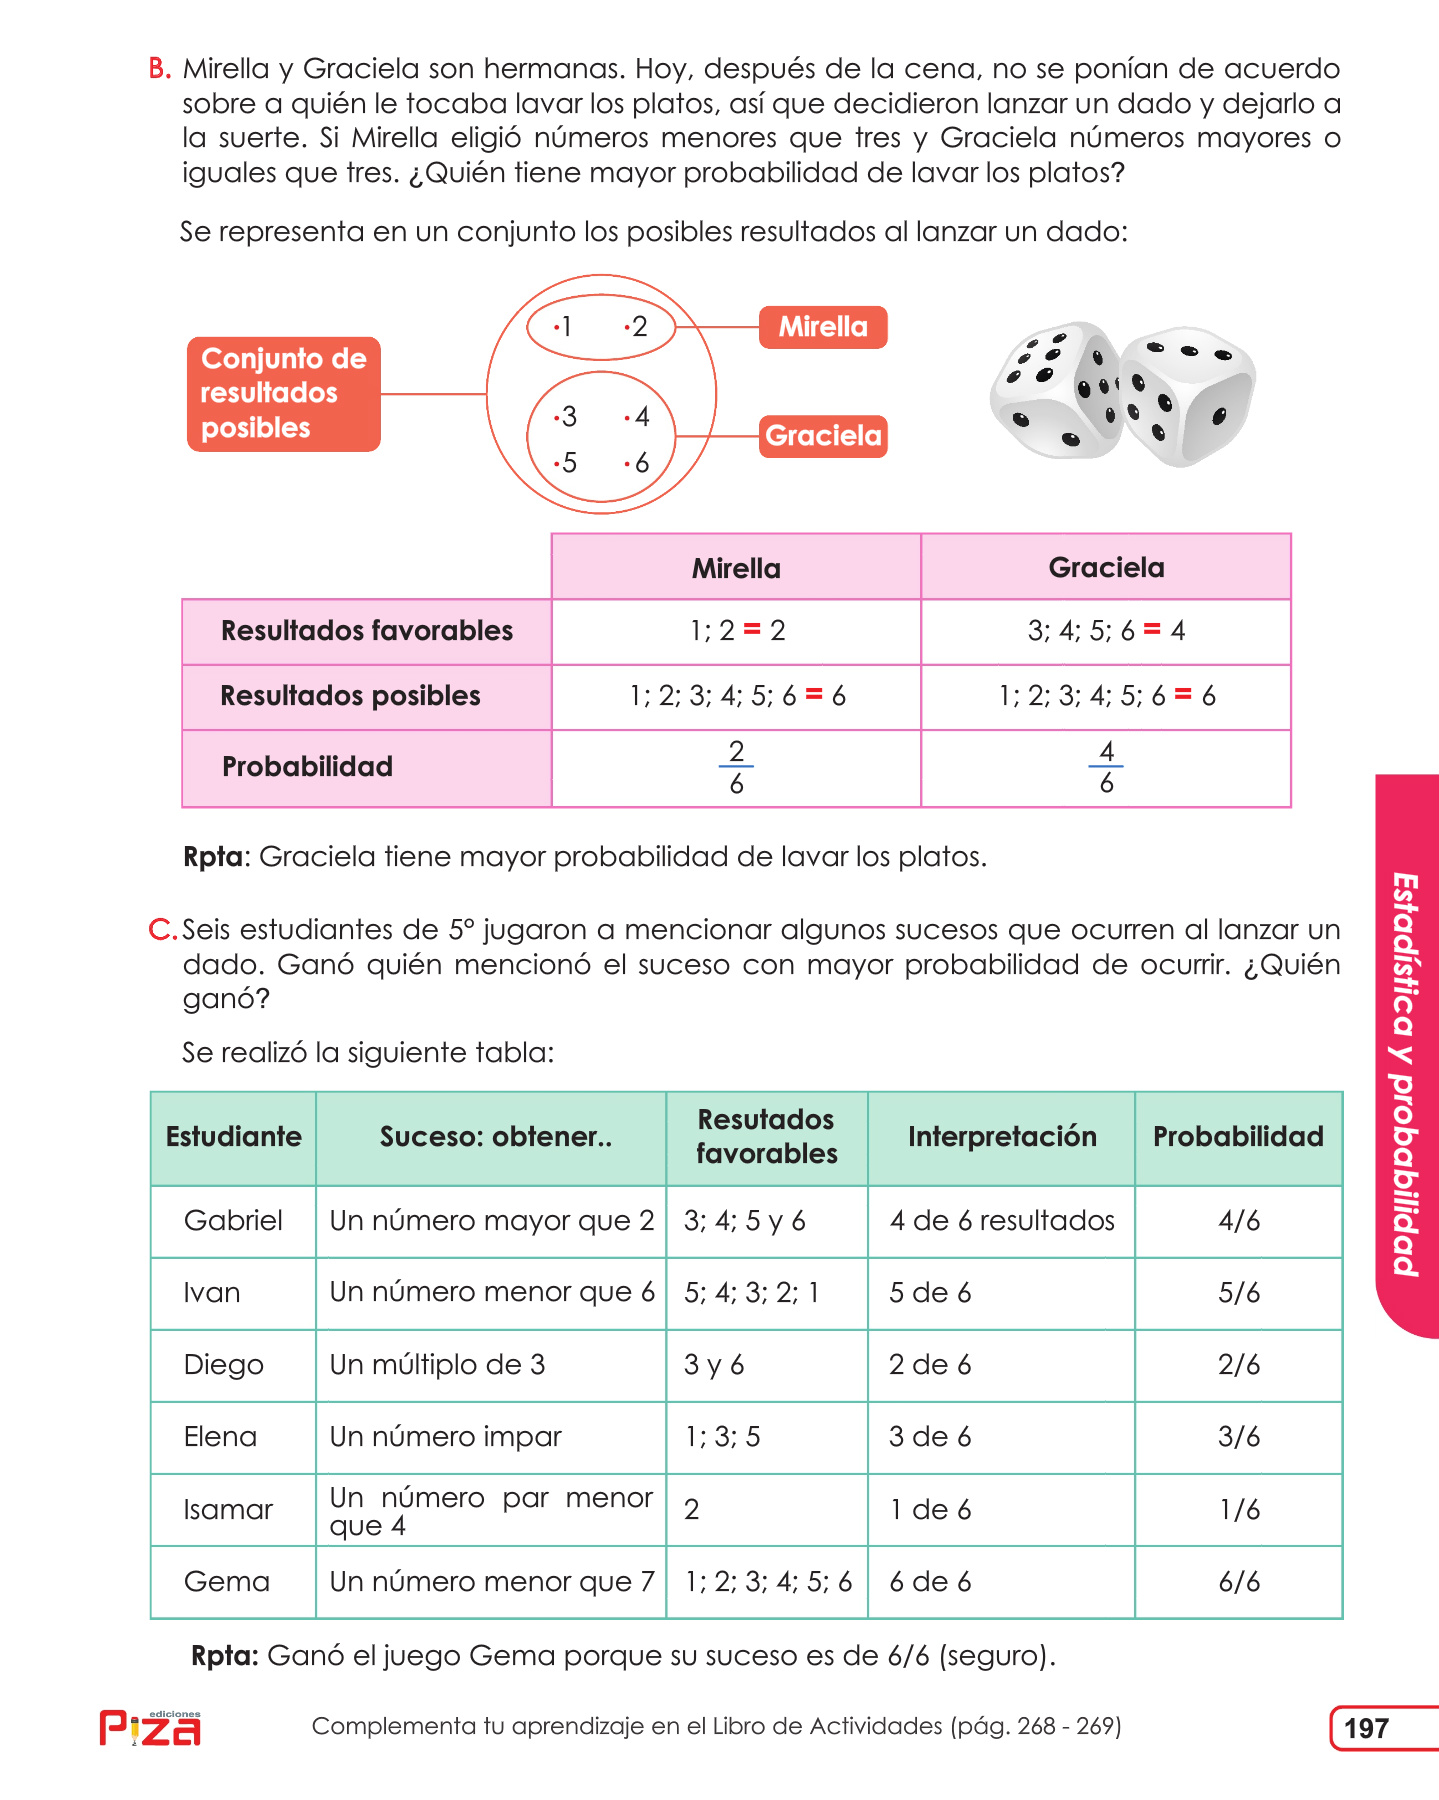 B. Mirella y Graciela son hermanas. Hoy, después de la cena, no se ponían de acuerdo
sobre a quién le tocaba lavar los platos, así que decidieron lanzar un dado y dejarlo a
la suerte. Si Mirella eligió números menores que tres y Graciela números mayores o
iguales que tres. ¿Quién tiene mayor probabilidad de lavar los platos?
Se representa en un conjunto los posibles resultados al lanzar un dado:
Conjunto de
resultados
posibles
•1 •2
Mirella
•3 •4
•5 •6
Graciela
Mirella Graciela
Resultados favorables 1; 2 = 2 3; 4; 5; 6 = 4
Resultados posibles 1; 2; 3; 4; 5; 6 = 6 1; 2; 3; 4; 5; 6 = 6
Probabilidad 2/6 4/6
Rpta: Graciela tiene mayor probabilidad de lavar los platos.
C. Seis estudiantes de 5° jugaron a mencionar algunos sucesos que ocurren al lanzar un
dado. Ganó quién mencionó el suceso con mayor probabilidad de ocurrir. ¿Quién
ganó?
Se realizó la siguiente tabla:
Estudiante Suceso: obtener.. Resutados favorables Interpretación Probabilidad
Gabriel Un número mayor que 2 3; 4; 5 y 6 4 de 6 resultados 4/6
Ivan Un número menor que 6 5; 4; 3; 2; 1 5 de 6 5/6
Diego Un múltiplo de 3 3 y 6 2 de 6 2/6
Elena Un número impar 1; 3; 5 3 de 6 3/6
Isamar Un número par menor que 4 2 1 de 6 1/6
Gema Un número menor que 7 1; 2; 3; 4; 5; 6 6 de 6 6/6
Rpta: Ganó el juego Gema porque su suceso es de 6/6 (seguro).
Estadística y probabilidad
ediciones
Piza
Complementa tu aprendizaje en el Libro de Actividades (pág. 268 - 269)
197